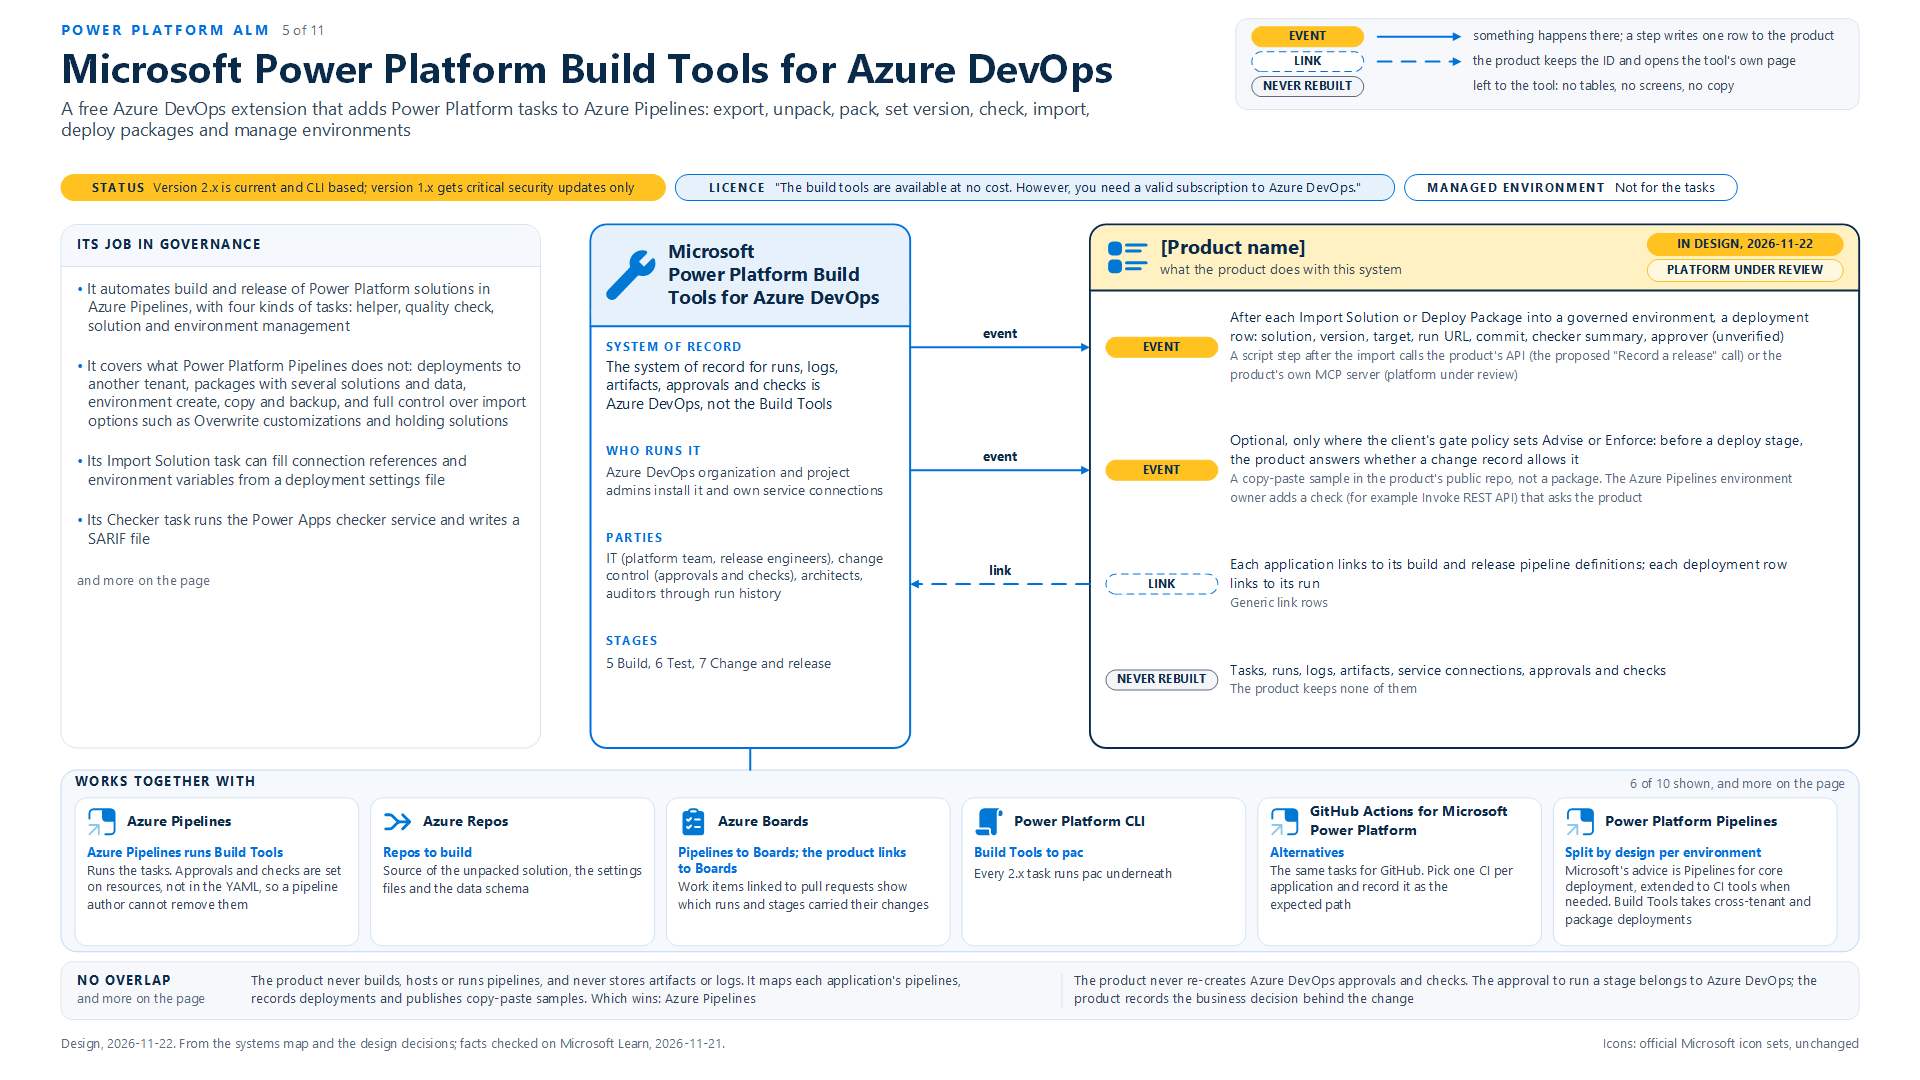 POWER PLATFORM ALM 5 of 11
Microsoft Power Platform Build Tools for Azure DevOps
A free Azure DevOps extension that adds Power Platform tasks to Azure Pipelines: export, unpack, pack, set version, check, import,
deploy packages and manage environments
EVENT something happens there; a step writes one row to the product
LINK the product keeps the ID and opens the tool's own page
NEVER REBUILT left to the tool: no tables, no screens, no copy
STATUS Version 2.x is current and CLI based; version 1.x gets critical security updates only
LICENCE "The build tools are available at no cost. However, you need a valid subscription to Azure DevOps."
MANAGED ENVIRONMENT Not for the tasks
ITS JOB IN GOVERNANCE
• It automates build and release of Power Platform solutions in
Azure Pipelines, with four kinds of tasks: helper, quality check,
solution and environment management
• It covers what Power Platform Pipelines does not: deployments to
another tenant, packages with several solutions and data,
environment create, copy and backup, and full control over import
options such as Overwrite customizations and holding solutions
• Its Import Solution task can fill connection references and
environment variables from a deployment settings file
• Its Checker task runs the Power Apps checker service and writes a
SARIF file
and more on the page
Microsoft
Power Platform Build
Tools for Azure DevOps
SYSTEM OF RECORD
The system of record for runs, logs,
artifacts, approvals and checks is
Azure DevOps, not the Build Tools
WHO RUNS IT
Azure DevOps organization and project
admins install it and own service connections
PARTIES
IT (platform team, release engineers), change
control (approvals and checks), architects,
auditors through run history
STAGES
5 Build, 6 Test, 7 Change and release
event
event
link
[Product name]
what the product does with this system
IN DESIGN, 2026-11-22
PLATFORM UNDER REVIEW
EVENT
After each Import Solution or Deploy Package into a governed environment, a deployment
row: solution, version, target, run URL, commit, checker summary, approver (unverified)
A script step after the import calls the product's API (the proposed "Record a release" call) or the
product's own MCP server (platform under review)
EVENT
Optional, only where the client's gate policy sets Advise or Enforce: before a deploy stage,
the product answers whether a change record allows it
A copy-paste sample in the product's public repo, not a package. The Azure Pipelines environment
owner adds a check (for example Invoke REST API) that asks the product
LINK
Each application links to its build and release pipeline definitions; each deployment row
links to its run
Generic link rows
NEVER REBUILT
Tasks, runs, logs, artifacts, service connections, approvals and checks
The product keeps none of them
WORKS TOGETHER WITH
6 of 10 shown, and more on the page
Azure Pipelines
Azure Pipelines runs Build Tools
Runs the tasks. Approvals and checks are set
on resources, not in the YAML, so a pipeline
author cannot remove them
Azure Repos
Repos to build
Source of the unpacked solution, the settings
files and the data schema
Azure Boards
Pipelines to Boards; the product links
to Boards
Work items linked to pull requests show
which runs and stages carried their changes
Power Platform CLI
Build Tools to pac
Every 2.x task runs pac underneath
GitHub Actions for Microsoft
Power Platform
Alternatives
The same tasks for GitHub. Pick one CI per
application and record it as the
expected path
Power Platform Pipelines
Split by design per environment
Microsoft's advice is Pipelines for core
deployment, extended to CI tools when
needed. Build Tools takes cross-tenant and
package deployments
NO OVERLAP
and more on the page
The product never builds, hosts or runs pipelines, and never stores artifacts or logs. It maps each application's pipelines,
records deployments and publishes copy-paste samples. Which wins: Azure Pipelines
The product never re-creates Azure DevOps approvals and checks. The approval to run a stage belongs to Azure DevOps; the
product records the business decision behind the change
Design, 2026-11-22. From the systems map and the design decisions; facts checked on Microsoft Learn, 2026-11-21.
Icons: official Microsoft icon sets, unchanged